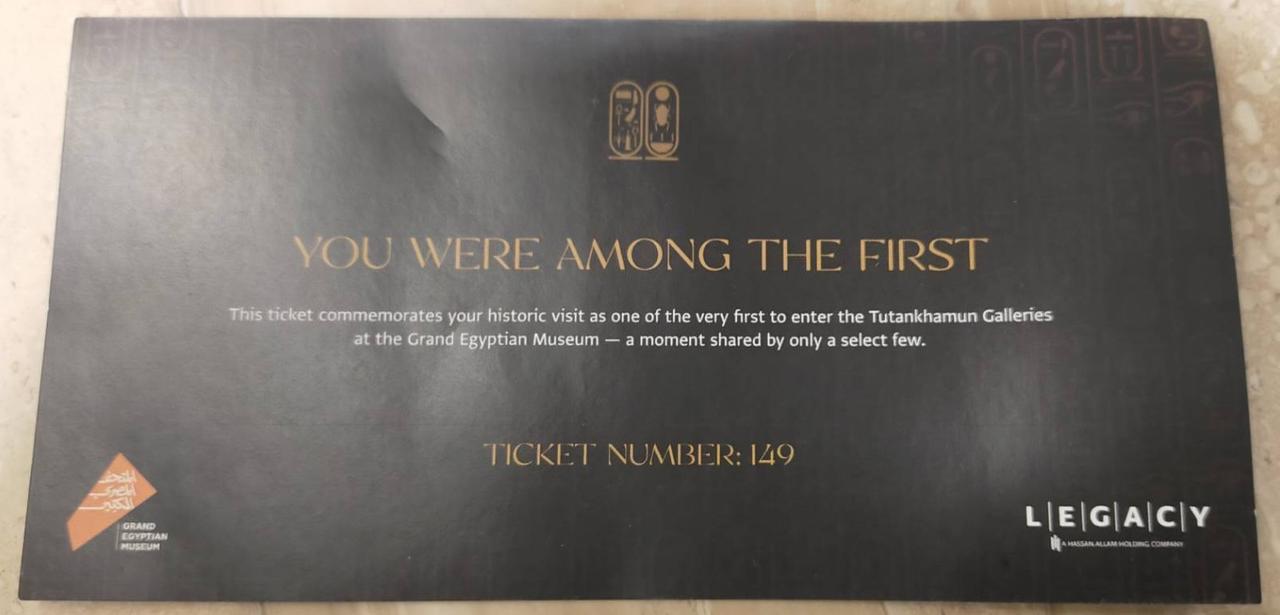 YOU WERE AMONG THE FIRST
This ticket commemorates your historic visit as one of the very first to enter the Tutankhamun Galleries
at the Grand Egyptian Museum — a moment shared by only a select few.
TICKET NUMBER: 149
المتحف
المصري
الكبير
GRAND
EGYPTIAN
MUSEUM
L|E|G|A|C|Y
A HASSAN ALLAM HOLDING COMPANY